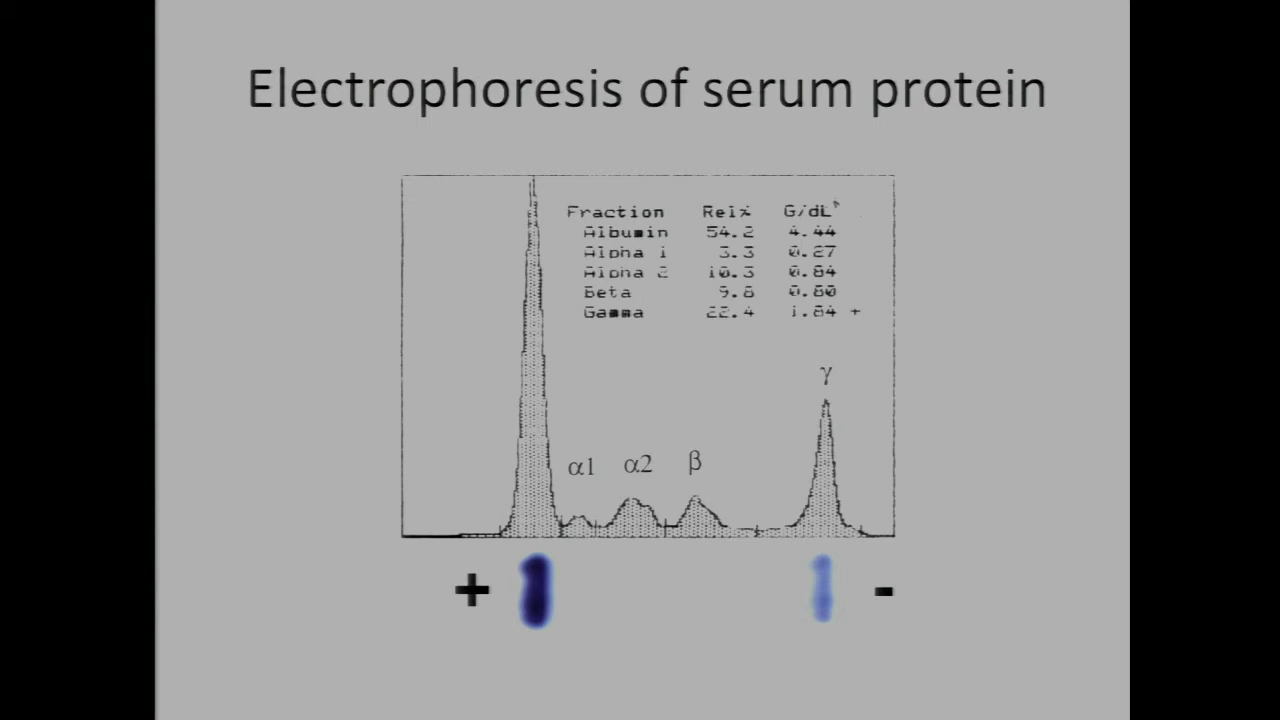 Electrophoresis of serum protein
Fraction Rel% G/dL
Albumin 54.2 4.44
Alpha 1 3.3 0.27
Alpha 2 10.3 0.84
Beta 9.8 0.80
Gamma 22.4 1.84 +
γ
α1 α2 β
+ -